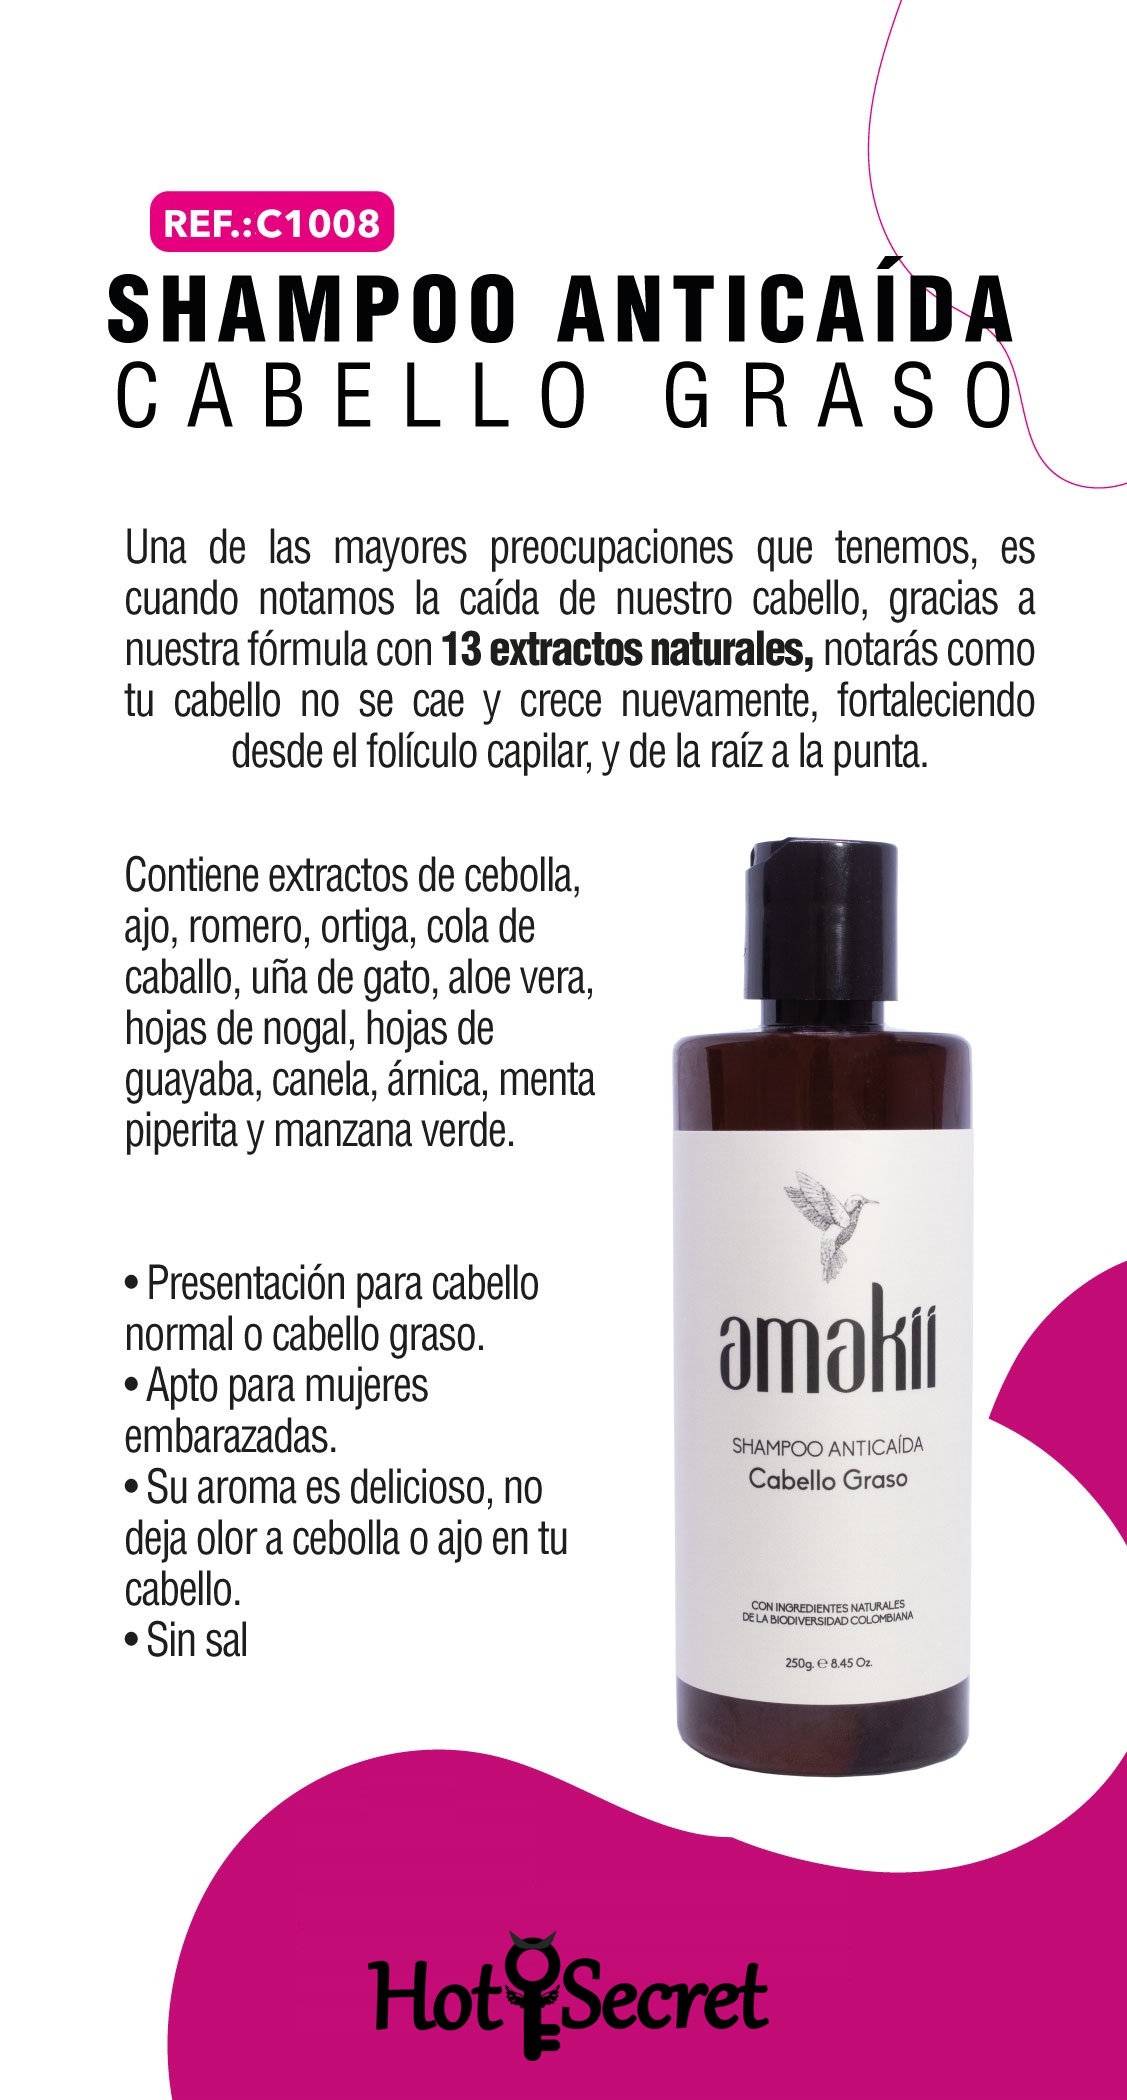 REF.:C1008
SHAMPOO ANTICAÍDA
CABELLO GRASO
Una de las mayores preocupaciones que tenemos, es
cuando notamos la caída de nuestro cabello, gracias a
nuestra fórmula con 13 extractos naturales, notarás como
tu cabello no se cae y crece nuevamente, fortaleciendo
desde el folículo capilar, y de la raíz a la punta.
Contiene extractos de cebolla,
ajo, romero, ortiga, cola de
caballo, uña de gato, aloe vera,
hojas de nogal, hojas de
guayaba, canela, árnica, menta
piperita y manzana verde.
• Presentación para cabello
normal o cabello graso.
• Apto para mujeres
embarazadas.
• Su aroma es delicioso, no
deja olor a cebolla o ajo en tu
cabello.
• Sin sal
amakii
SHAMPOO ANTICAÍDA
Cabello Graso
CON INGREDIENTES NATURALES
DE LA BIODIVERSIDAD COLOMBIANA
250g. ℮ 8.45 Oz.
Hot Secret